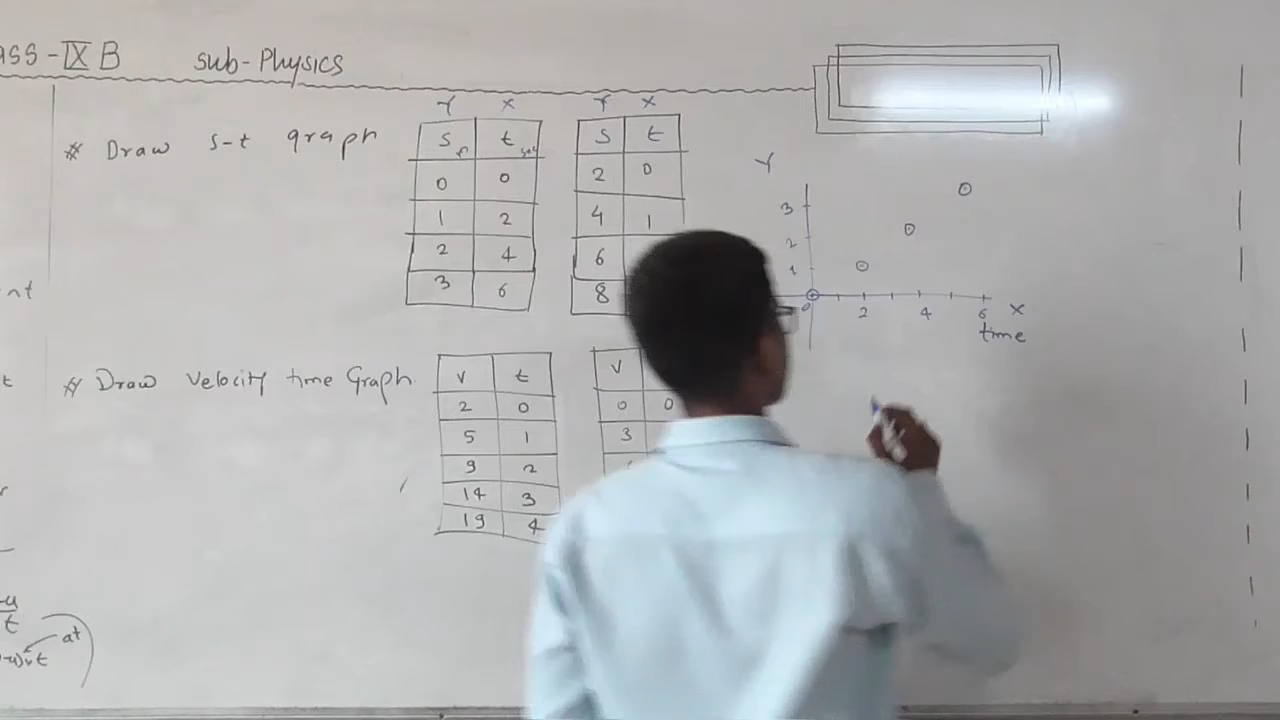 ass-IX B sub-Physics
# Draw s-t graph
Y X
S m t sec
0 0
1 2
2 4
3 6
Y X
S t
2 0
4 1
6
8
Y
3
2
1
0 2 4 6 X
time
nt
t
# Draw Velocity time Graph
V t
2 0
5 1
9 2
14 3
19 4
V
0 0
3
-u
t
at
-u)×t